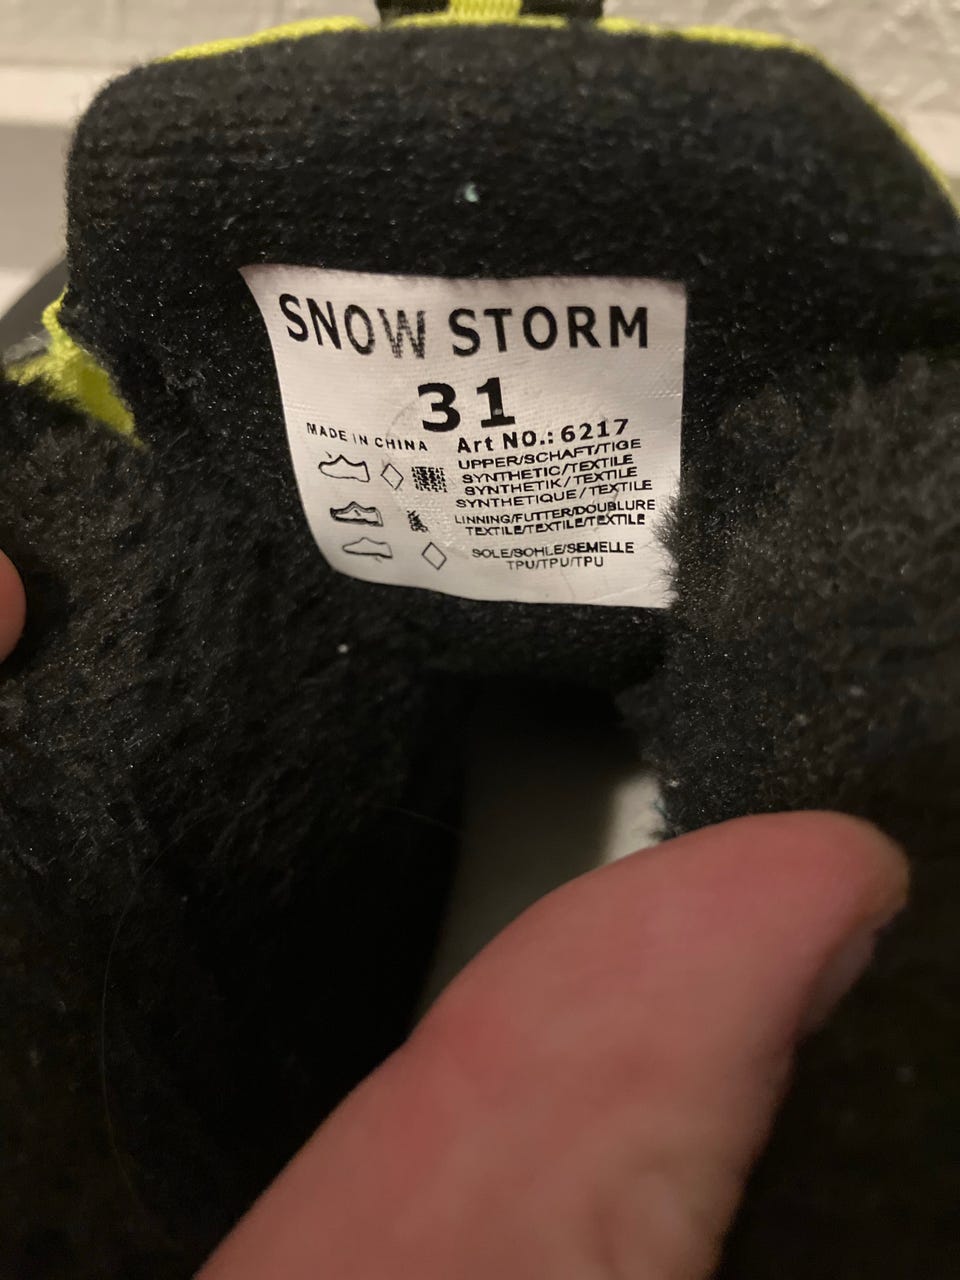 SNOW STORM
31
MADE IN CHINA
Art NO.: 6217
UPPER/SCHAFT/TIGE
SYNTHETIC/TEXTILE
SYNTHETIK/TEXTILE
SYNTHETIQUE/TEXTILE
LINNING/FUTTER/DOUBLURE
TEXTILE/TEXTILE/TEXTILE
SOLE/SOHLE/SEMELLE
TPU/TPU/TPU